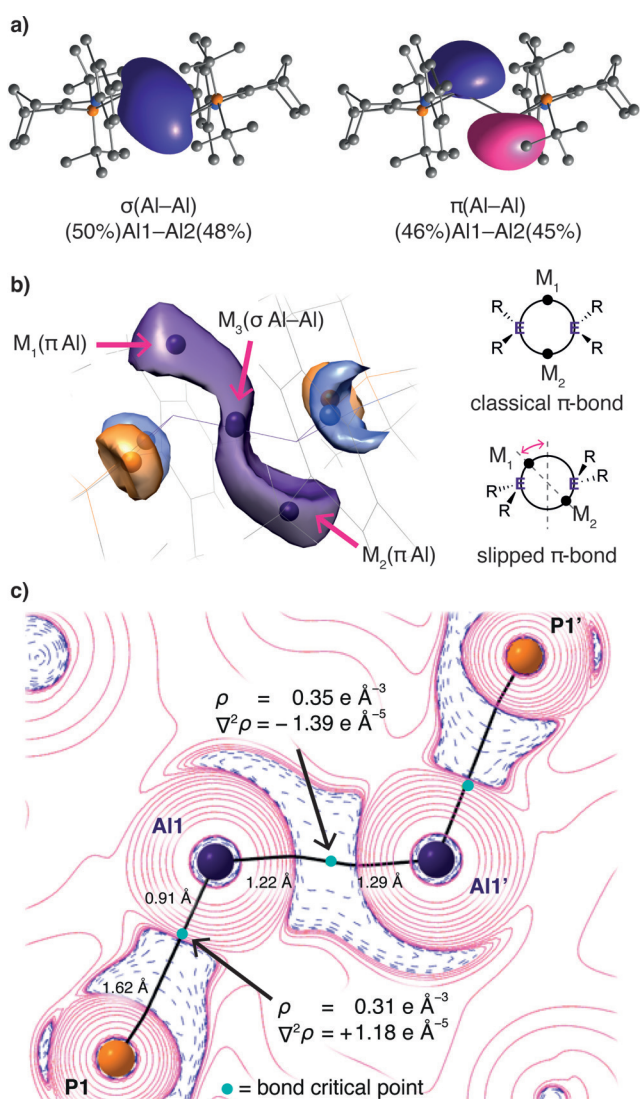 a)
σ(Al–Al)
(50%)Al1–Al2(48%)
π(Al–Al)
(46%)Al1–Al2(45%)
b)
M₁(π Al)
M₃(σ Al–Al)
M₂(π Al)
M₁
R R
E E
R R
M₂
classical π-bond
M₁
R
R E E R
R
M₂
slipped π-bond
c)
P1'
ρ = 0.35 e Å⁻³
∇²ρ = – 1.39 e Å⁻⁵
Al1
Al1'
0.91 Å
1.22 Å
1.29 Å
1.62 Å
ρ = 0.31 e Å⁻³
∇²ρ = +1.18 e Å⁻⁵
P1
= bond critical point